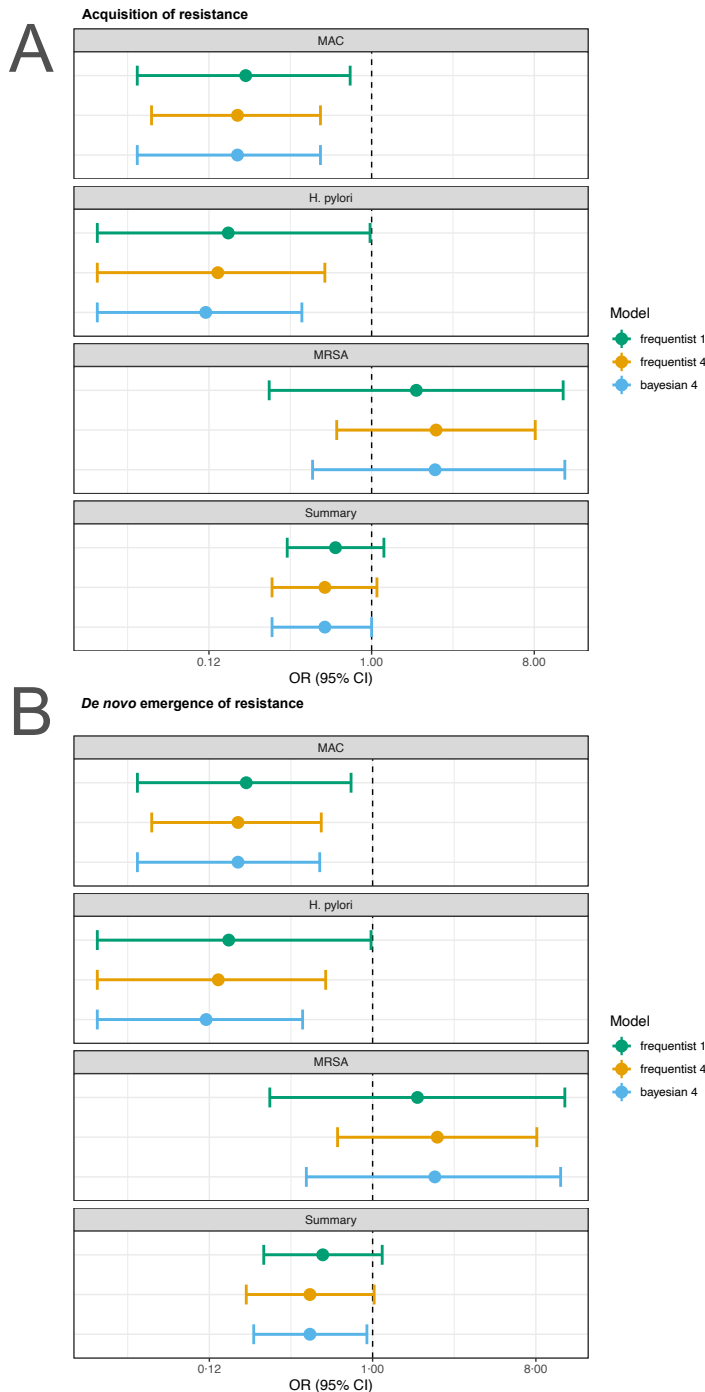 A
Acquisition of resistance
MAC
H. pylori
MRSA
Summary
0·12 1·00 8·00
OR (95% CI)
Model
frequentist 1
frequentist 4
bayesian 4
B
De novo emergence of resistance
MAC
H. pylori
MRSA
Summary
0·12 1·00 8·00
OR (95% CI)
Model
frequentist 1
frequentist 4
bayesian 4